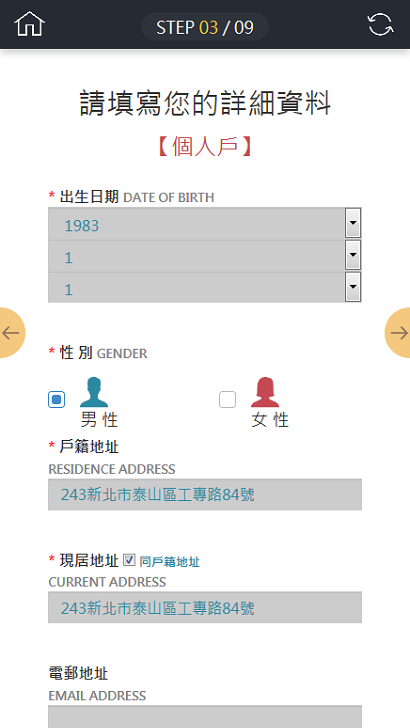 STEP 03 / 09
請填寫您的詳細資料
【個人戶】
* 出生日期 DATE OF BIRTH
1983
1
1
* 性 別 GENDER
男 性
女 性
* 戶籍地址
RESIDENCE ADDRESS
243新北市泰山區工專路84號
* 現居地址 同戶籍地址
CURRENT ADDRESS
243新北市泰山區工專路84號
電郵地址
EMAIL ADDRESS